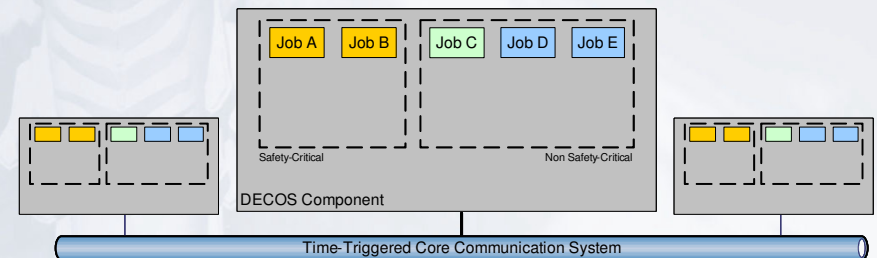 Job A
Job B
Job C
Job D
Job E
Safety-Critical
Non Safety-Critical
DECOS Component
Time-Triggered Core Communication System